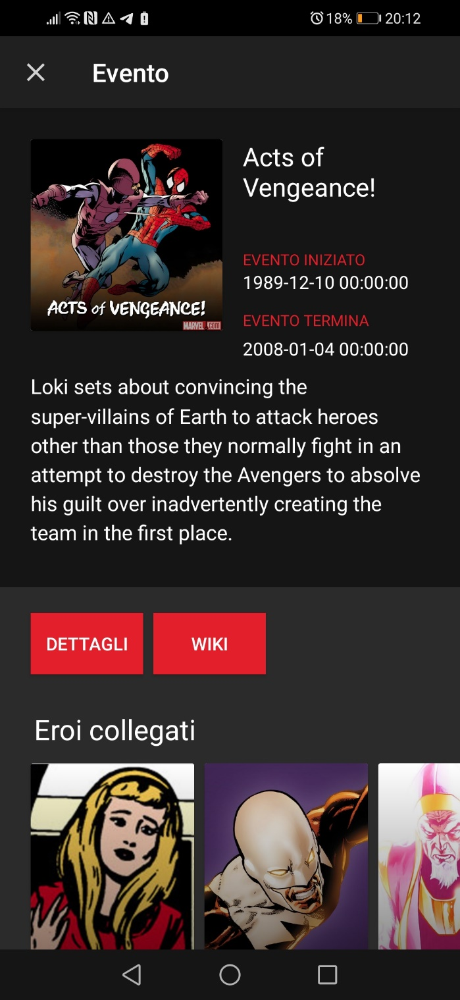 18% 20:12
Evento
Acts of
Vengeance!
EVENTO INIZIATO
1989-12-10 00:00:00
EVENTO TERMINA
2008-01-04 00:00:00
ACTS of VENGEANCE!
MARVEL.COM
Loki sets about convincing the
super-villains of Earth to attack heroes
other than those they normally fight in an
attempt to destroy the Avengers to absolve
his guilt over inadvertently creating the
team in the first place.
DETTAGLI WIKI
Eroi collegati